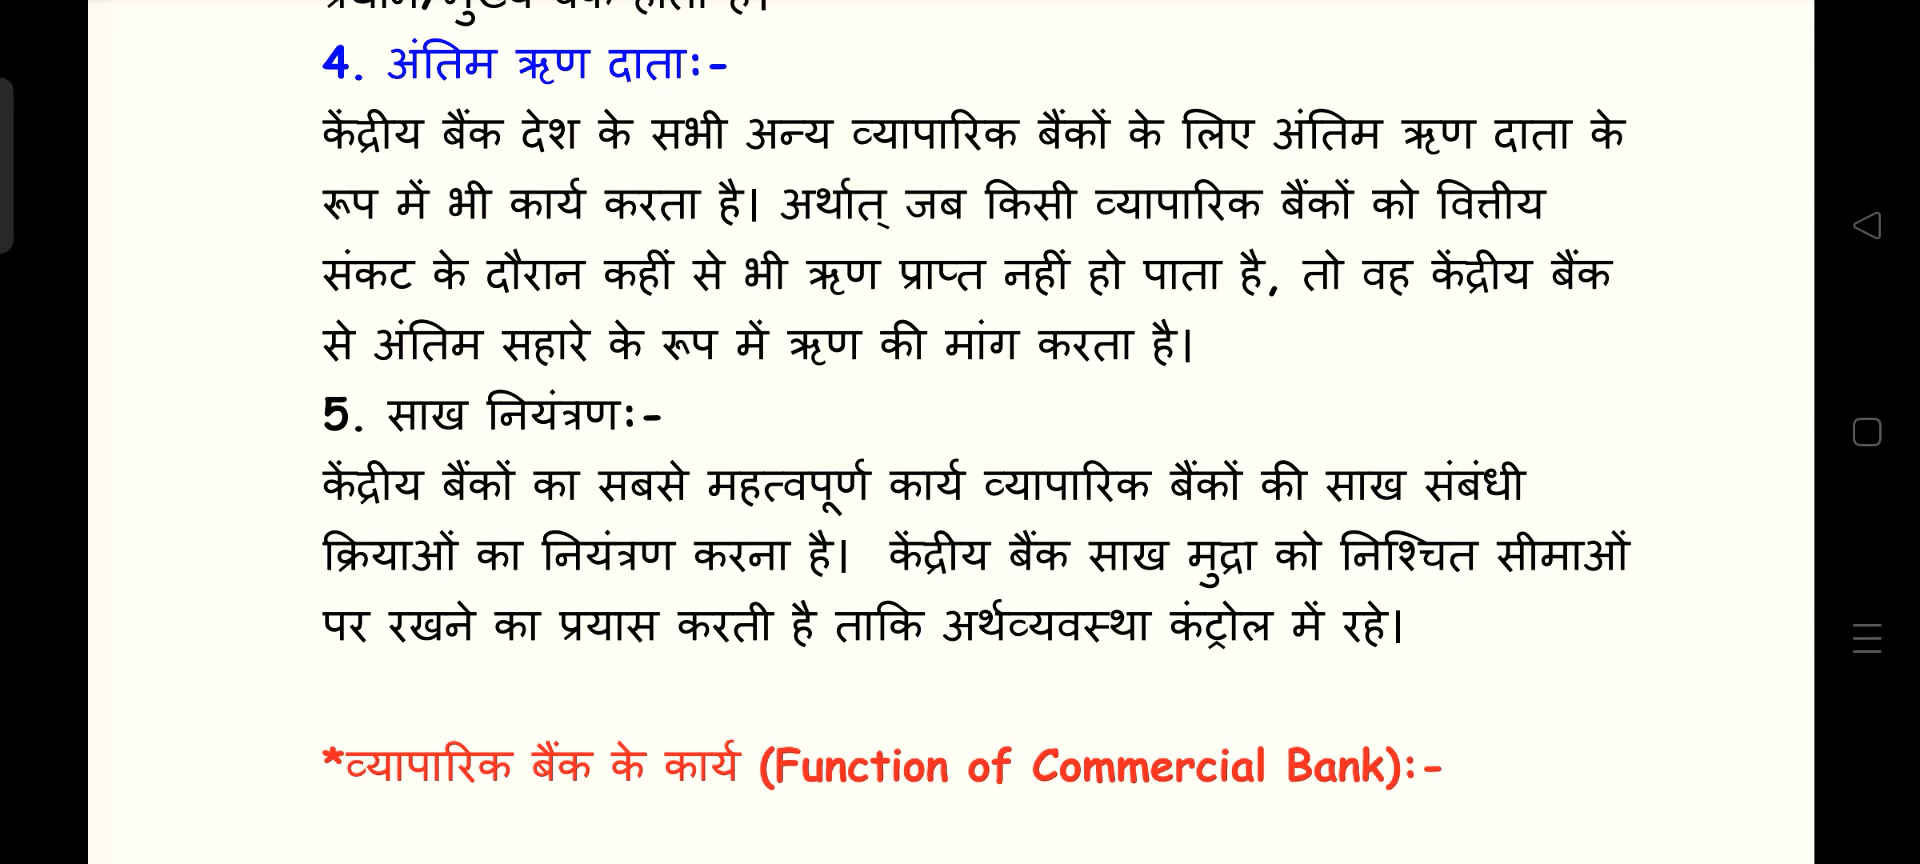 4. अंतिम ऋण दाता:-
केंद्रीय बैंक देश के सभी अन्य व्यापारिक बैंकों के लिए अंतिम ऋण दाता के
रूप में भी कार्य करता है। अर्थात् जब किसी व्यापारिक बैंकों को वित्तीय
संकट के दौरान कहीं से भी ऋण प्राप्त नहीं हो पाता है, तो वह केंद्रीय बैंक
से अंतिम सहारे के रूप में ऋण की मांग करता है।
5. साख नियंत्रण:-
केंद्रीय बैंकों का सबसे महत्वपूर्ण कार्य व्यापारिक बैंकों की साख संबंधी
क्रियाओं का नियंत्रण करना है। केंद्रीय बैंक साख मुद्रा को निश्चित सीमाओं
पर रखने का प्रयास करती है ताकि अर्थव्यवस्था कंट्रोल में रहे।
*व्यापारिक बैंक के कार्य (Function of Commercial Bank):-